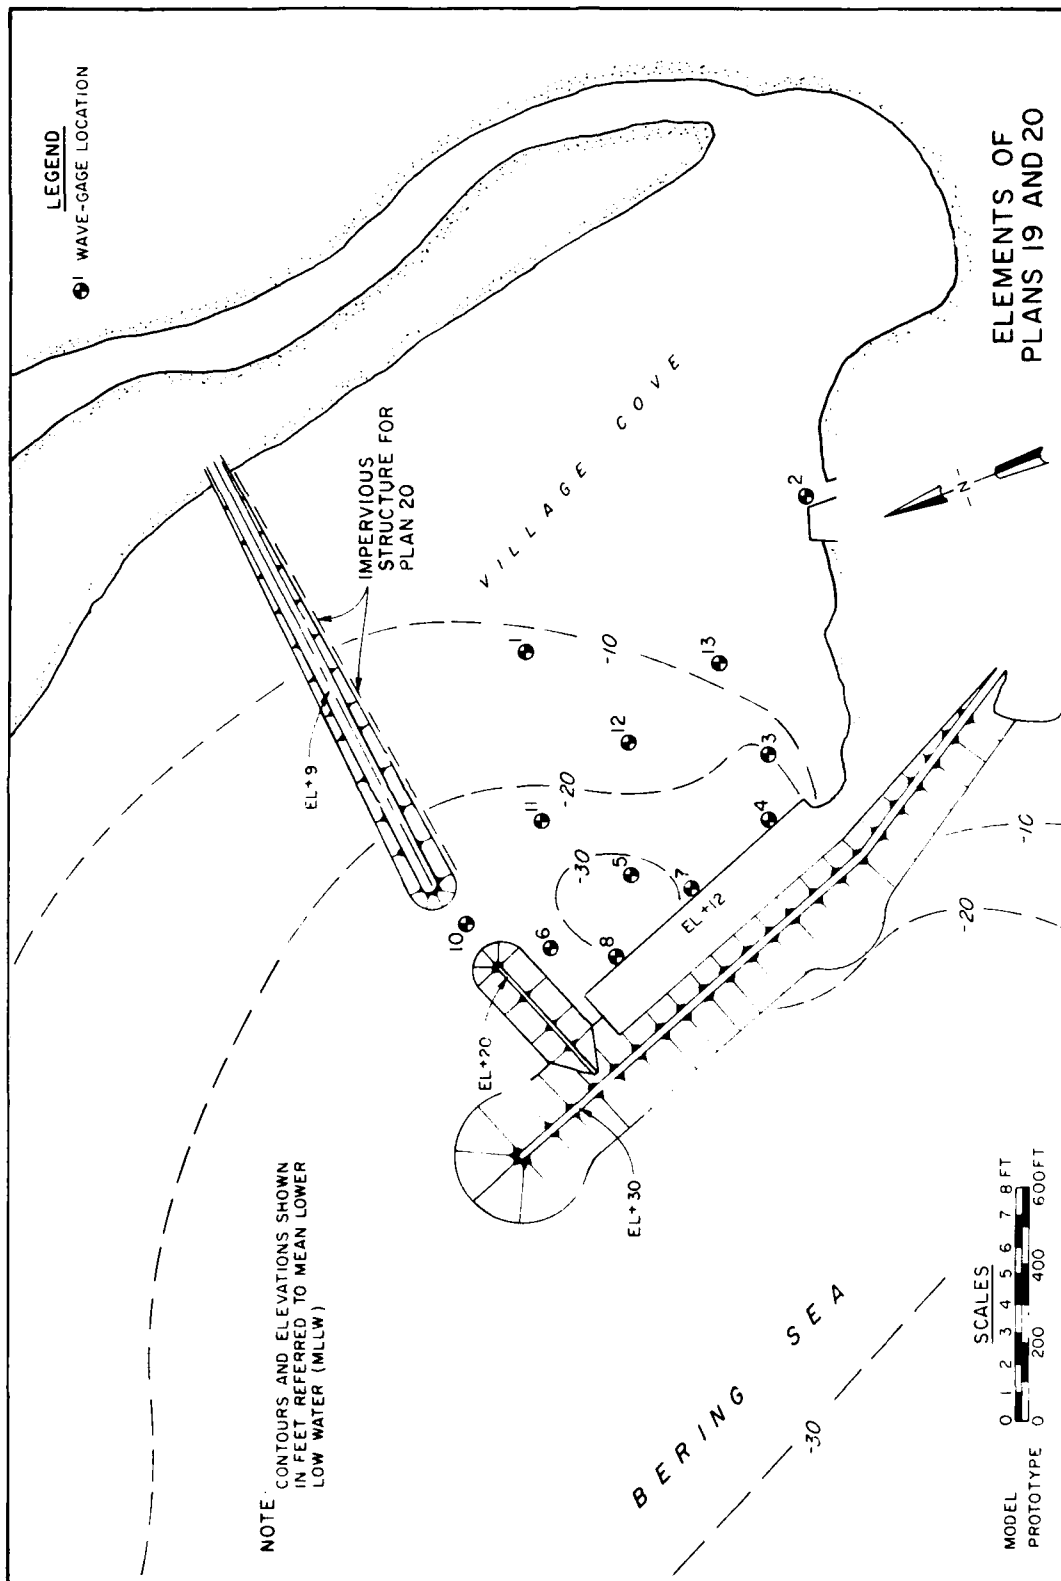 LEGEND
1 WAVE-GAGE LOCATION
NOTE: CONTOURS AND ELEVATIONS SHOWN
IN FEET REFERRED TO MEAN LOWER
LOW WATER (MLLW)
EL +9
IMPERVIOUS
STRUCTURE FOR
PLAN 20
VILLAGE COVE
10
11
1
12
-10
-20
-30
6
5
8
7
13
3
4
2
EL +20
EL +12
EL +30
-10
-20
N
BERING SEA
-30
SCALES
MODEL 0 1 2 3 4 5 6 7 8 FT
PROTOTYPE 0 200 400 600 FT
ELEMENTS OF
PLANS 19 AND 20